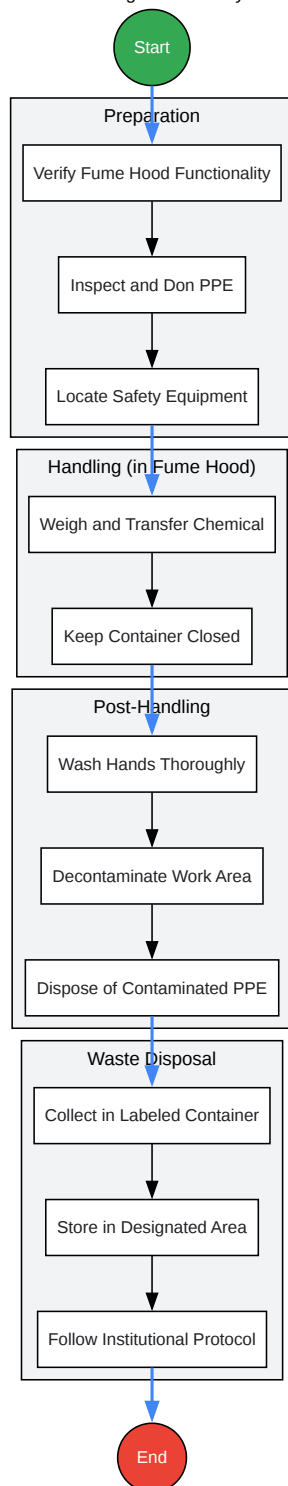 Start
Preparation
Verify Fume Hood Functionality
Inspect and Don PPE
Locate Safety Equipment
Handling (in Fume Hood)
Weigh and Transfer Chemical
Keep Container Closed
Post-Handling
Wash Hands Thoroughly
Decontaminate Work Area
Dispose of Contaminated PPE
Waste Disposal
Collect in Labeled Container
Store in Designated Area
Follow Institutional Protocol
End